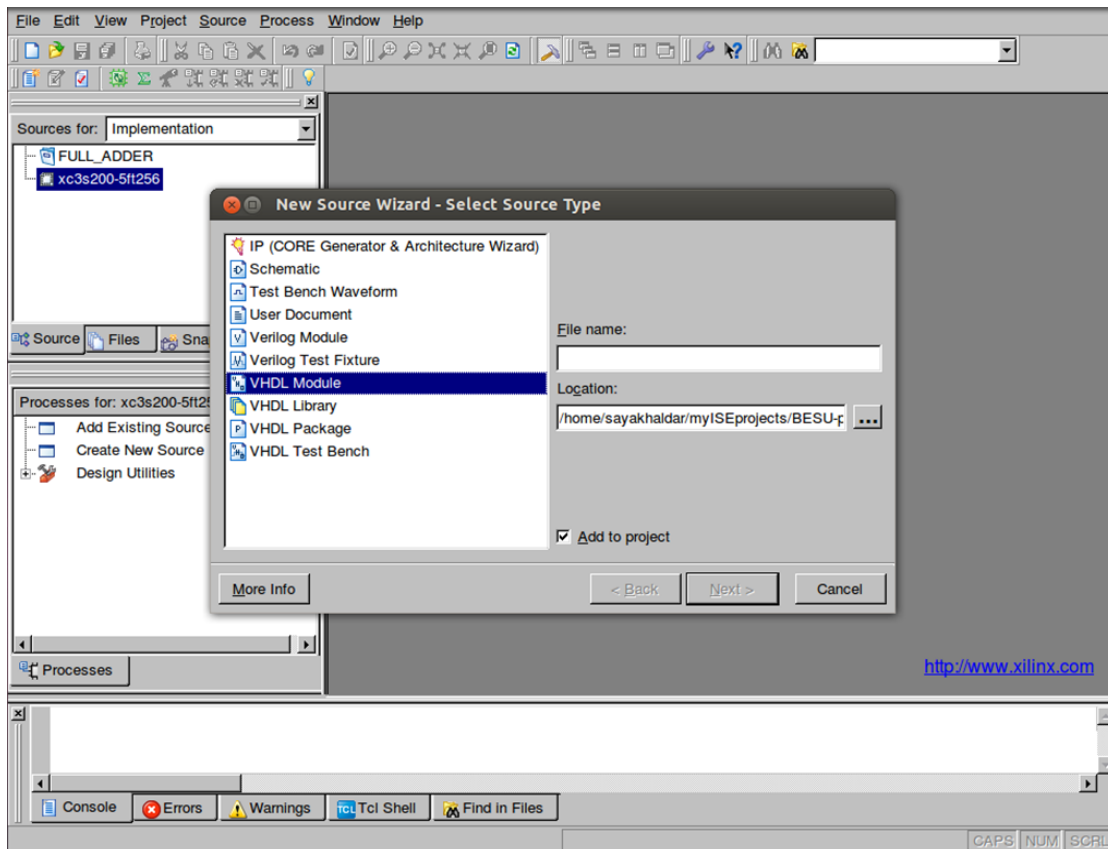 File Edit View Project Source Process Window Help
Sources for: Implementation
FULL_ADDER
xc3s200-5ft256
Source Files Sna
Processes for: xc3s200-5ft25
Add Existing Source
Create New Source
Design Utilities
Processes
New Source Wizard - Select Source Type
IP (CORE Generator & Architecture Wizard)
Schematic
Test Bench Waveform
User Document
Verilog Module
Verilog Test Fixture
VHDL Module
VHDL Library
VHDL Package
VHDL Test Bench
File name:
Location:
/home/sayakhaldar/myISEprojects/BESU-p
...
Add to project
More Info < Back Next > Cancel
http://www.xilinx.com
Console Errors Warnings TCL Tcl Shell Find in Files
CAPS NUM SCRL